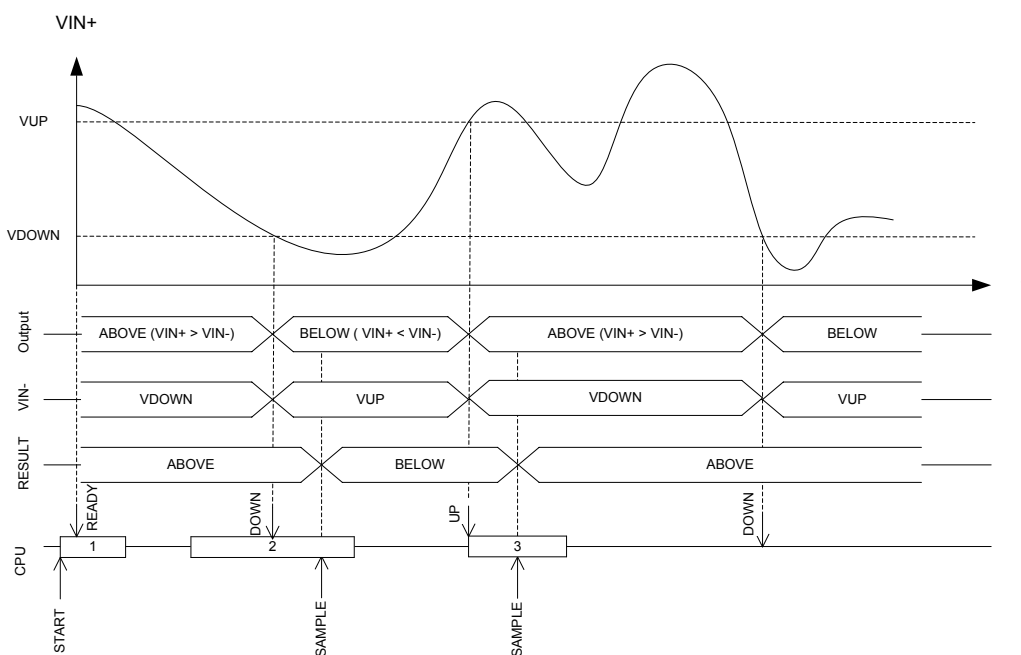 VIN+
VUP
VDOWN
Output
ABOVE (VIN+ > VIN-)
BELOW ( VIN+ < VIN-)
ABOVE (VIN+ > VIN-)
BELOW
VIN-
VDOWN
VUP
VDOWN
VUP
RESULT
ABOVE
BELOW
ABOVE
READY
DOWN
UP
DOWN
CPU
1
2
3
START
SAMPLE
SAMPLE